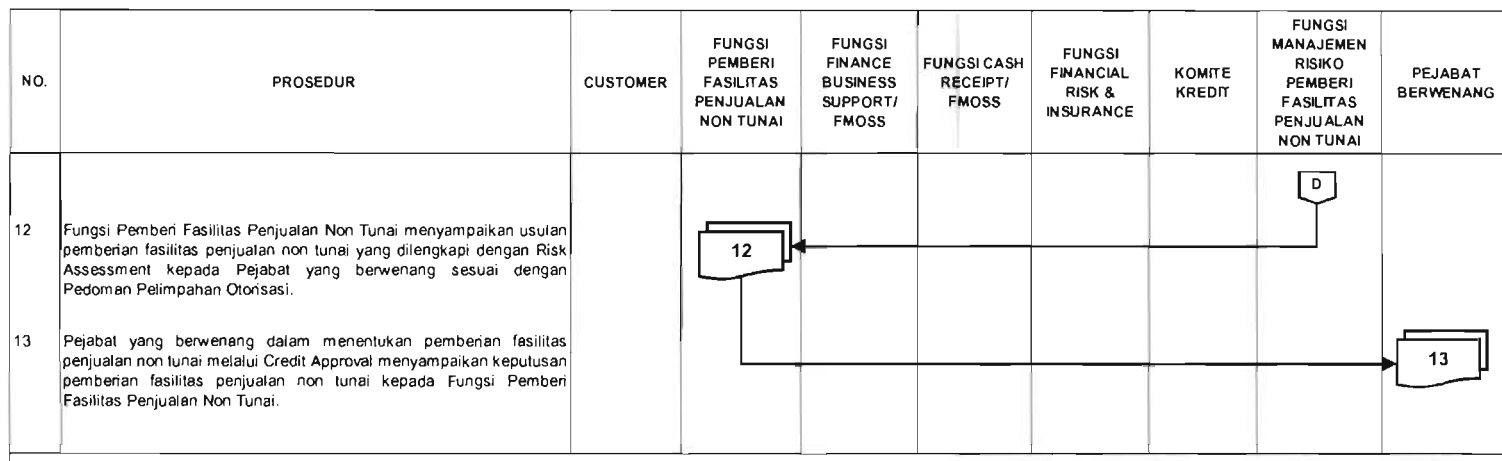 NO.
PROSEDUR
CUSTOMER
FUNGSI
PEMBERI
FASILITAS
PENJUALAN
NON TUNAI
FUNGSI
FINANCE
BUSINESS
SUPPORT/
FMOSS
FUNGSI CASH
RECEIPT/
FMOSS
FUNGSI
FINANCIAL
RISK &
INSURANCE
KOMITE
KREDIT
FUNGSI
MANAJEMEN
RISIKO
PEMBERI
FASILITAS
PENJUALAN
NON TUNAI
PEJABAT
BERWENANG
D
12
Fungsi Pemberi Fasilitas Penjualan Non Tunai menyampaikan usulan
pemberian fasilitas penjualan non tunai yang dilengkapi dengan Risk
Assessment kepada Pejabat yang berwenang sesuai dengan
Pedoman Pelimpahan Otorisasi.
12
13
Pejabat yang berwenang dalam menentukan pemberian fasilitas
penjualan non tunai melalui Credit Approval menyampaikan keputusan
pemberian fasilitas penjualan non tunai kepada Fungsi Pemberi
Fasilitas Penjualan Non Tunai.
13